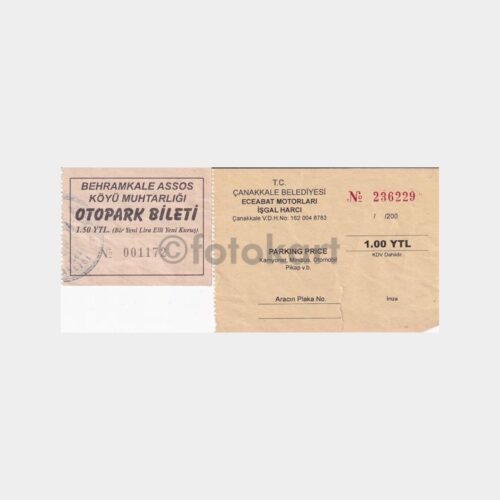 BEHRAMKALE ASSOS
KÖYÜ MUHTARLIĞI
OTOPARK BİLETİ
1.50 YTL. (Bir Yeni Lira Elli Yeni Kuruş)
№ 001172
T.C.
ÇANAKKALE BELEDİYESİ
ECEABAT MOTORLARI
İŞGAL HARCI
Çanakkale V.D.H.No: 162 004 8783
№ 236229
/ /200
PARKING PRICE
Kamyonet, Minibüs, Otomobil
Pikap v.b.
1.00 YTL
KDV Dahildir.
Aracın Plaka No.
İmza
©fotokart